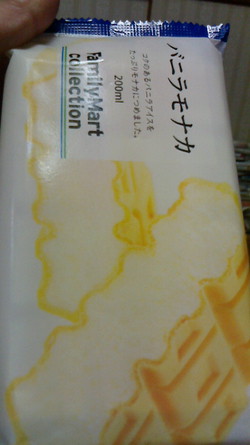 バニラモナカ
コクのあるバニラアイスを
たっぷりモナカにつめました。
200ml
FamilyMart
collection